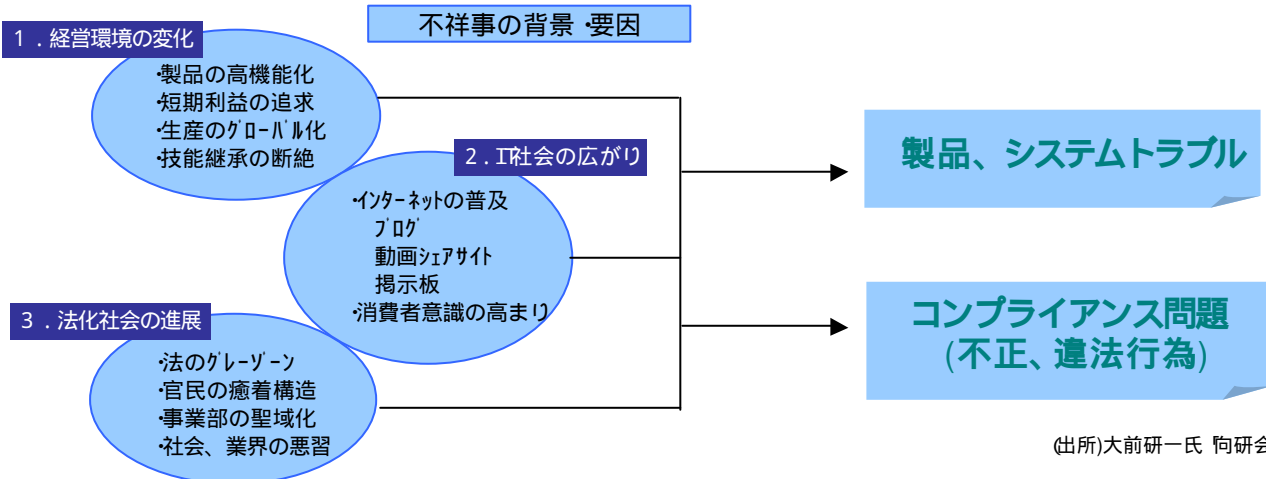 不祥事の背景・要因
1．経営環境の変化
・製品の高機能化
・短期利益の追求
・生産のｸﾞﾛｰﾊﾞﾙ化
・技能継承の断絶
2．IT社会の広がり
・ｲﾝﾀｰﾈｯﾄの普及
ﾌﾞﾛｸﾞ
動画ｼｪｱｻｲﾄ
掲示板
・消費者意識の高まり
3．法化社会の進展
・法のｸﾞﾚｰｿﾞｰﾝ
・官民の癒着構造
・事業部の聖域化
・社会、業界の悪習
製品、システムトラブル
コンプライアンス問題
(不正、違法行為)
(出所)大前研一氏「向研会